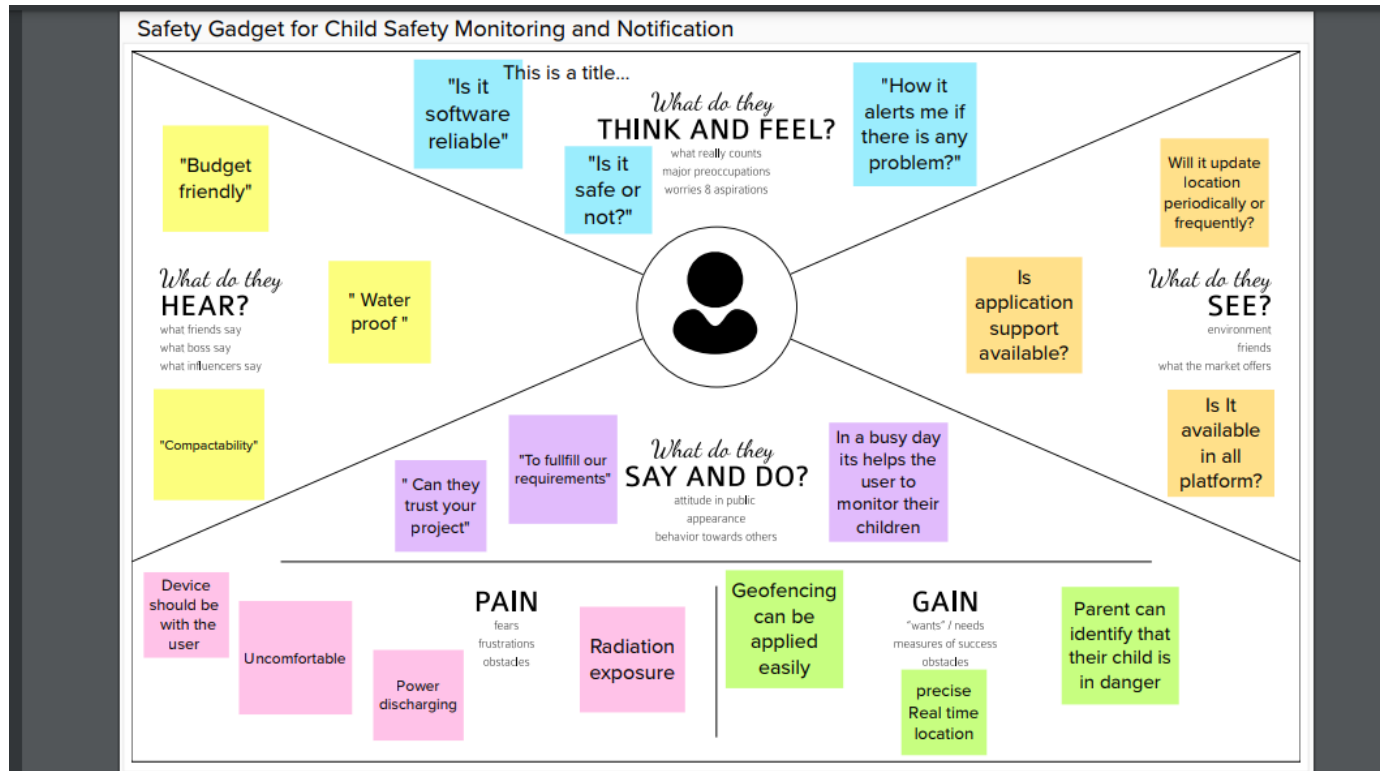 Safety Gadget for Child Safety Monitoring and Notification
This is a title...
"Is it
software
reliable"
What do they
THINK AND FEEL?
what really counts
major preoccupations
worries & aspirations
"Is it
safe or
not?"
"How it
alerts me if
there is any
problem?"
"Budget
friendly"
What do they
HEAR?
what friends say
what boss say
what influencers say
" Water
proof "
"Compactability"
Will it update
location
periodically or
frequently?
Is
application
support
available?
What do they
SEE?
environment
friends
what the market offers
Is It
available
in all
platform?
" Can they
trust your
project"
"To fullfill our
requirements"
What do they
SAY AND DO?
attitude in public
appearance
behavior towards others
In a busy day
its helps the
user to
monitor their
children
Device
should be
with the
user
Uncomfortable
Power
discharging
PAIN
fears
frustrations
obstacles
Radiation
exposure
Geofencing
can be
applied
easily
GAIN
"wants" / needs
measures of success
obstacles
precise
Real time
location
Parent can
identify that
their child is
in danger